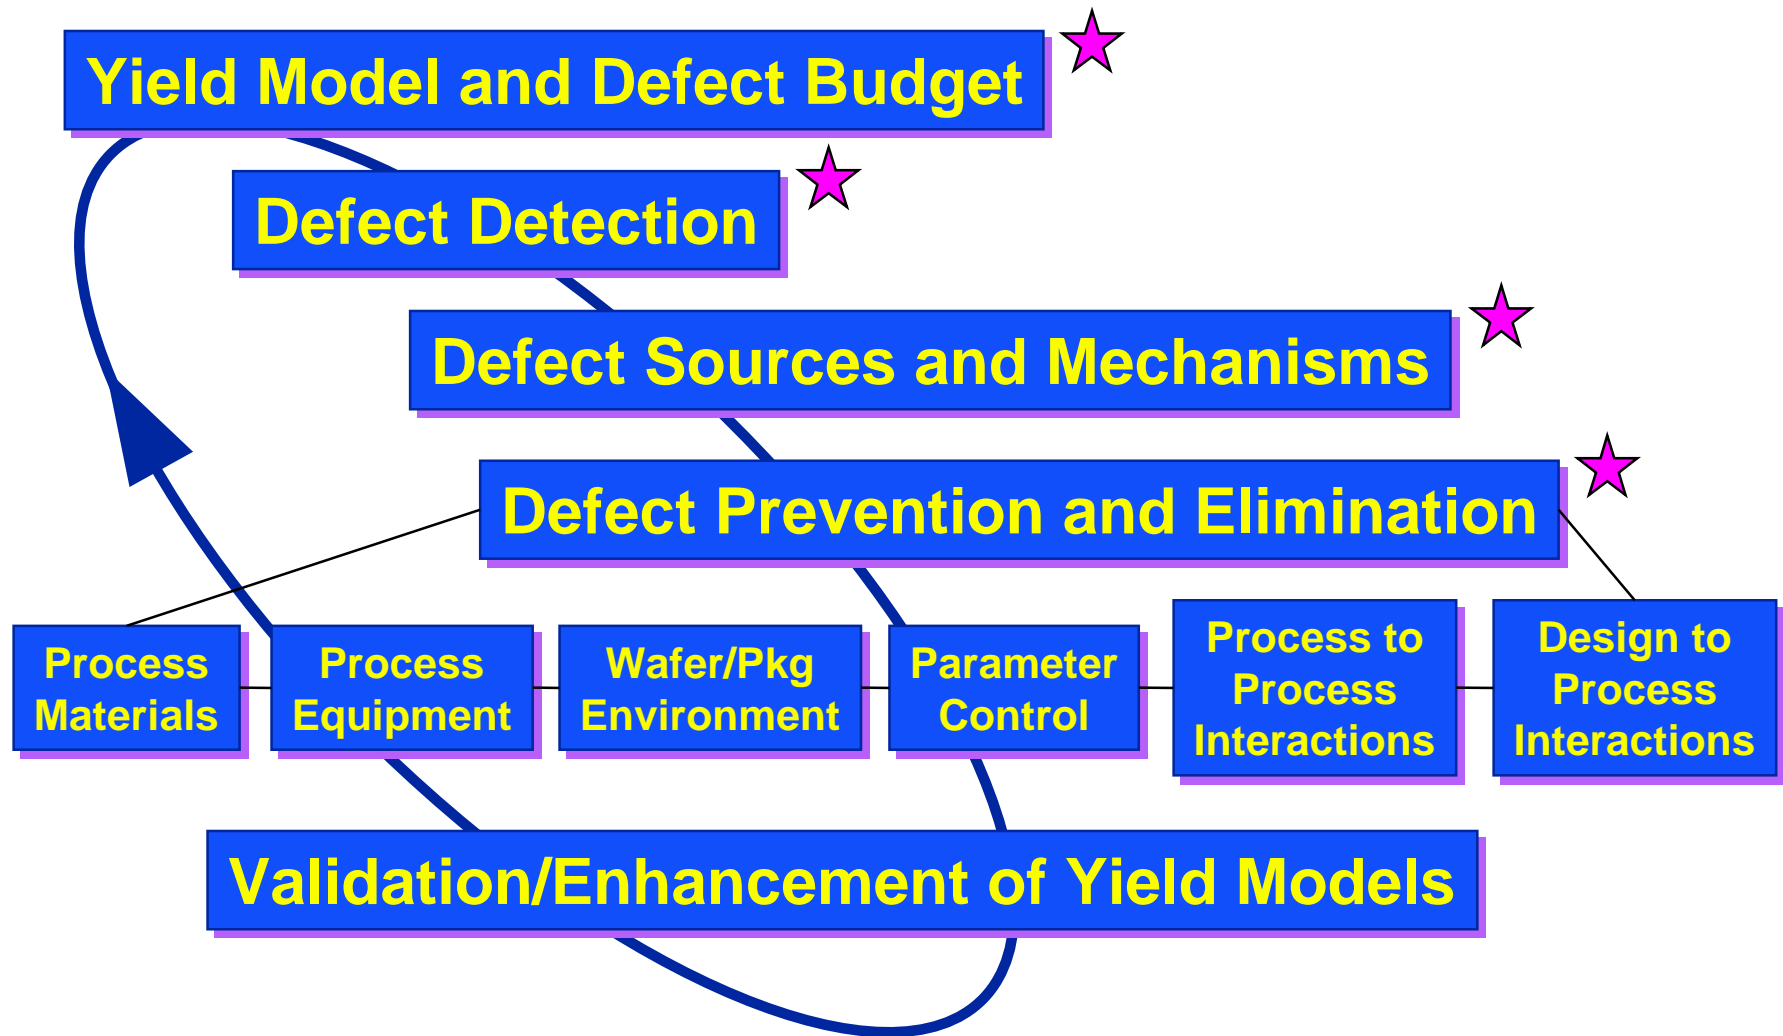 Yield Model and Defect Budget
Defect Detection
Defect Sources and Mechanisms
Defect Prevention and Elimination
Process
Materials
Process
Equipment
Wafer/Pkg
Environment
Parameter
Control
Process to
Process
Interactions
Design to
Process
Interactions
Validation/Enhancement of Yield Models